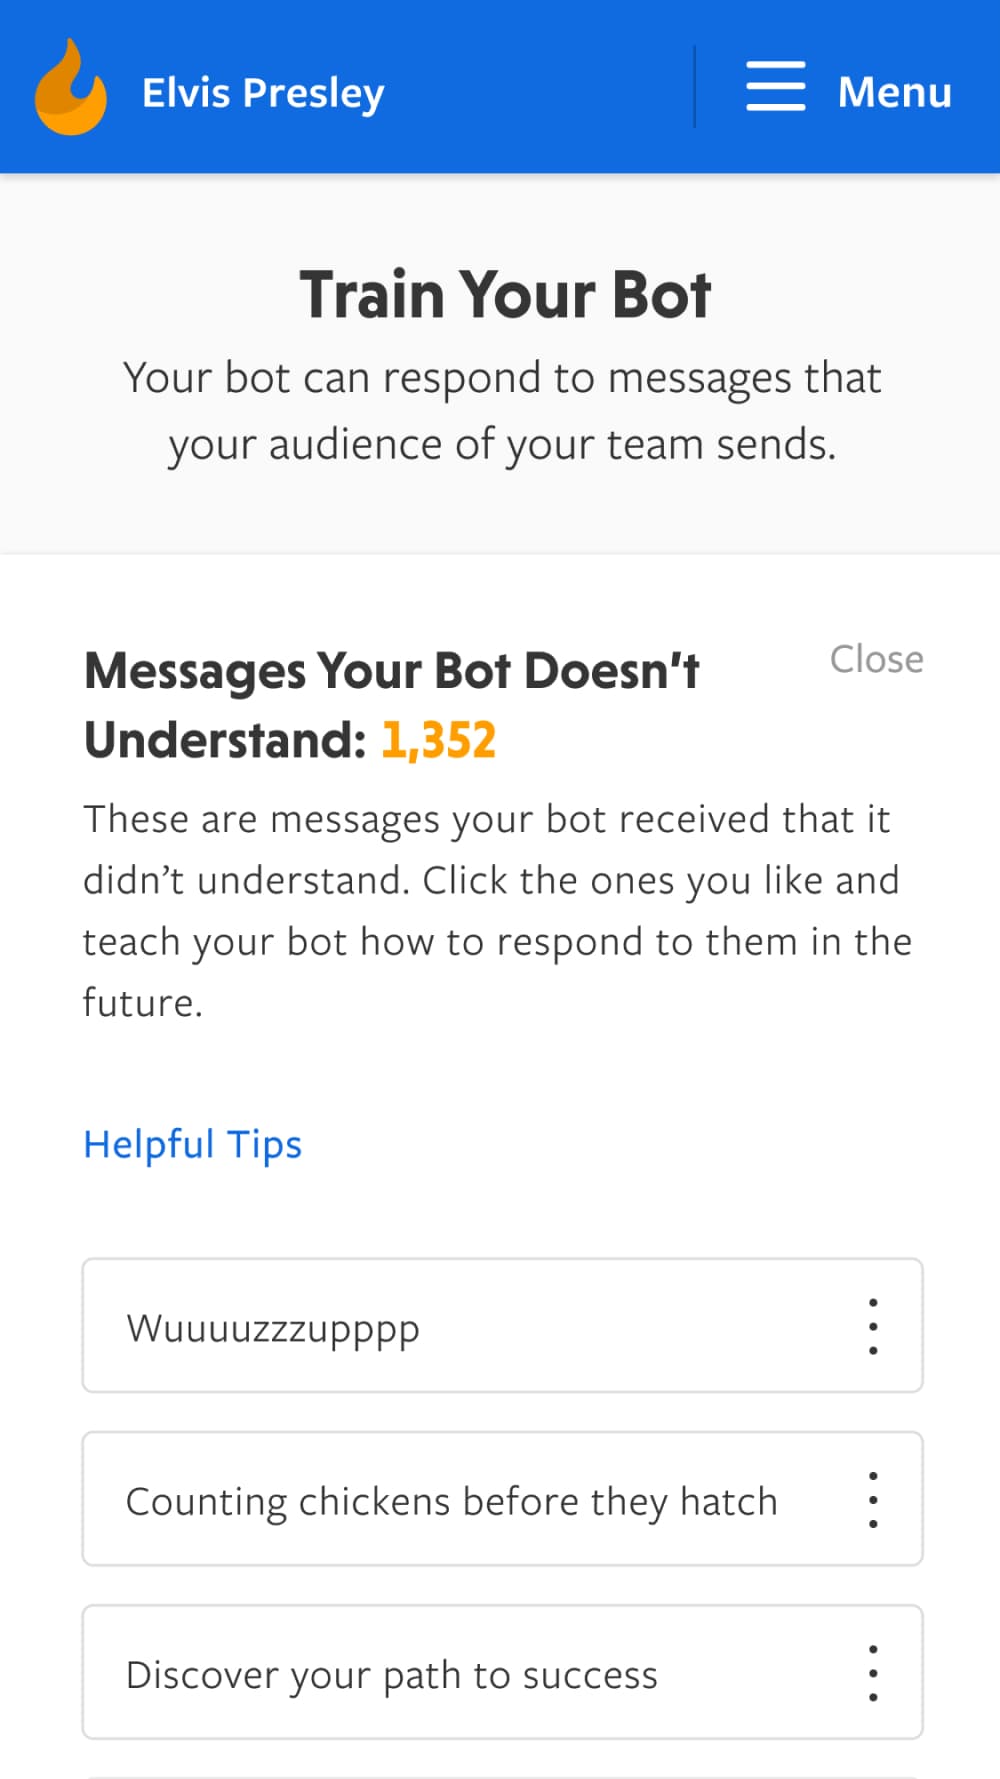 Elvis Presley
Menu
Train Your Bot
Your bot can respond to messages that
your audience of your team sends.
Messages Your Bot Doesn’t
Close
Understand: 1,352
These are messages your bot received that it
didn’t understand. Click the ones you like and
teach your bot how to respond to them in the
future.
Helpful Tips
Wuuuuzzzupppp
Counting chickens before they hatch
Discover your path to success